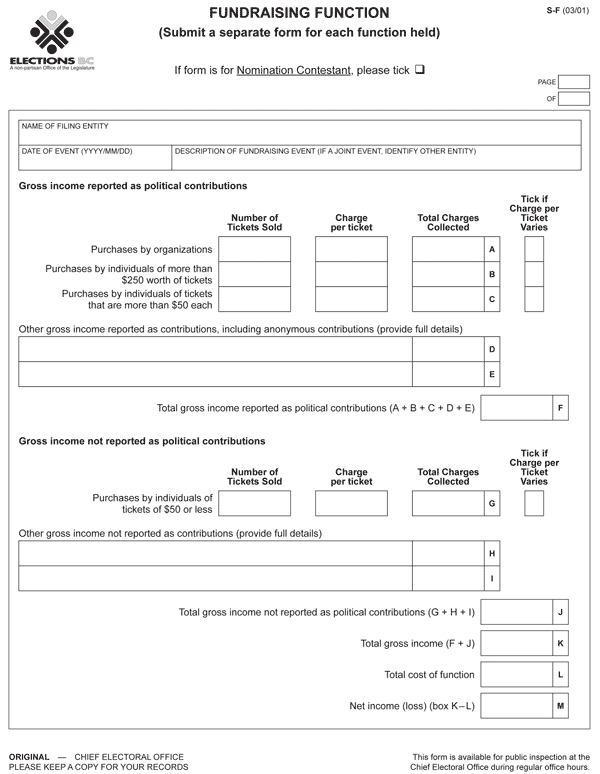 FUNDRAISING FUNCTION
S-F (03/01)
(Submit a separate form for each function held)
ELECTIONS BC
A non-partisan Office of the Legislature
If form is for Nomination Contestant, please tick ❑
PAGE
OF
NAME OF FILING ENTITY
DATE OF EVENT (YYYY/MM/DD)
DESCRIPTION OF FUNDRAISING EVENT (IF A JOINT EVENT, IDENTIFY OTHER ENTITY)
Gross income reported as political contributions
Number of
Tickets Sold
Charge
per ticket
Total Charges
Collected
Tick if
Charge per
Ticket
Varies
Purchases by organizations
A
Purchases by individuals of more than
$250 worth of tickets
B
Purchases by individuals of tickets
that are more than $50 each
C
Other gross income reported as contributions, including anonymous contributions (provide full details)
D
E
Total gross income reported as political contributions (A + B + C + D + E)
F
Gross income not reported as political contributions
Number of
Tickets Sold
Charge
per ticket
Total Charges
Collected
Tick if
Charge per
Ticket
Varies
Purchases by individuals of
tickets of $50 or less
G
Other gross income not reported as contributions (provide full details)
H
I
Total gross income not reported as political contributions (G + H + I)
J
Total gross income (F + J)
K
Total cost of function
L
Net income (loss) (box K–L)
M
ORIGINAL — CHIEF ELECTORAL OFFICE
PLEASE KEEP A COPY FOR YOUR RECORDS
This form is available for public inspection at the
Chief Electoral Office during regular office hours.